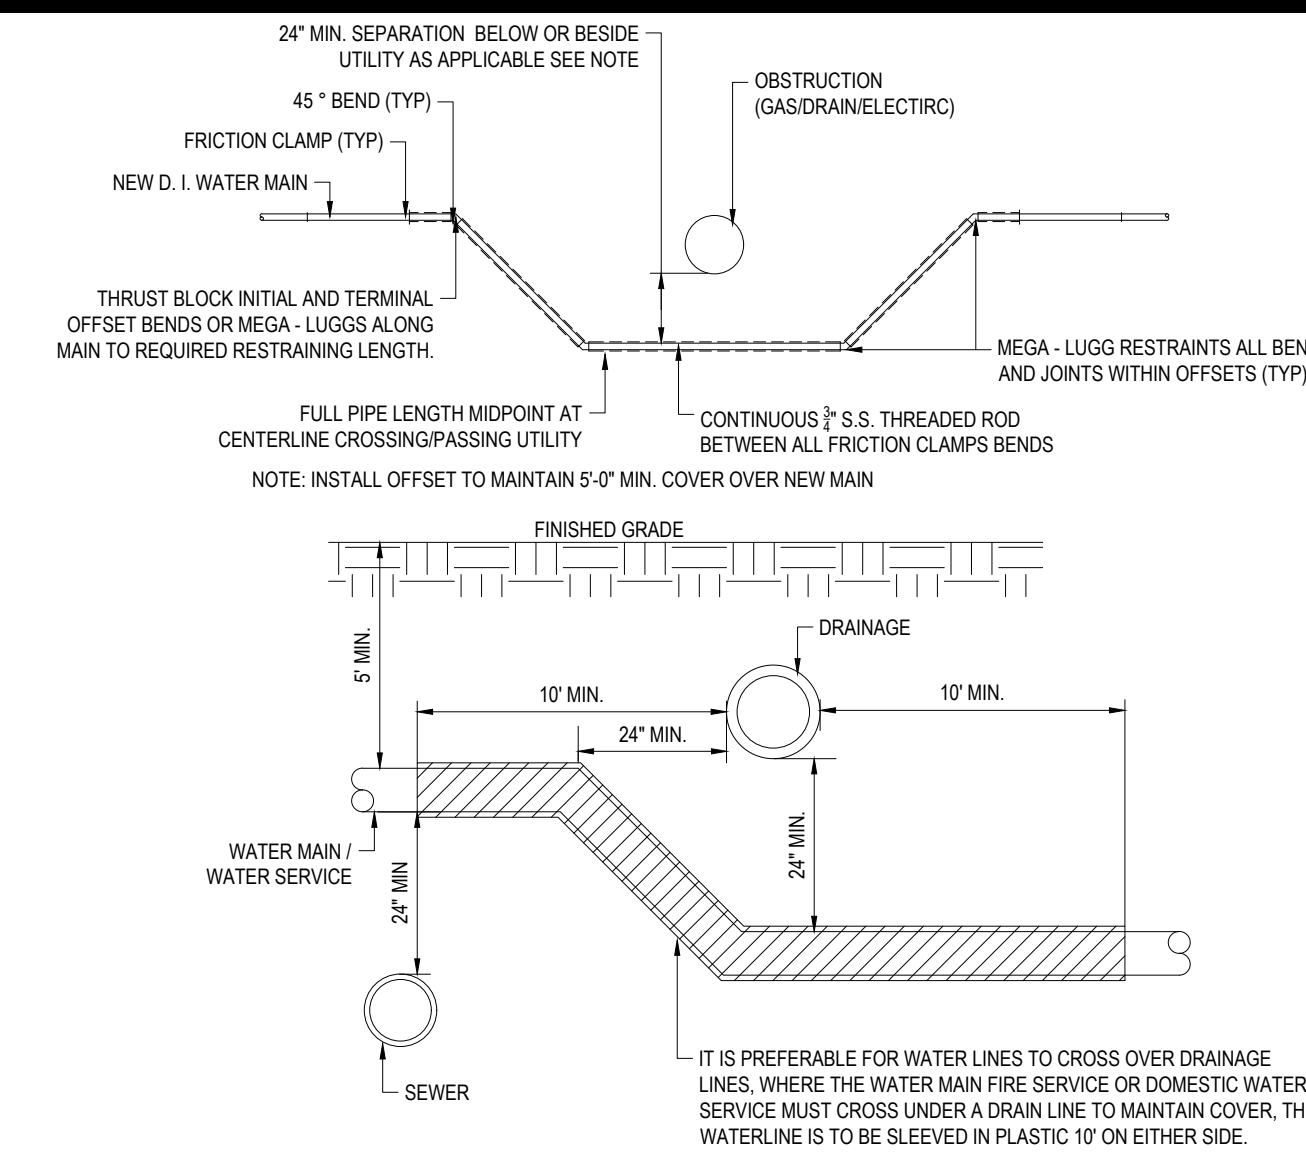 24" MIN. SEPARATION BELOW OR BESIDE
UTILITY AS APPLICABLE SEE NOTE
OBSTRUCTION
(GAS/DRAIN/ELECTIRC)
45 ° BEND (TYP)
FRICTION CLAMP (TYP)
NEW D. I. WATER MAIN
THRUST BLOCK INITIAL AND TERMINAL
OFFSET BENDS OR MEGA - LUGGS ALONG
MAIN TO REQUIRED RESTRAINING LENGTH.
MEGA - LUGG RESTRAINTS ALL
AND JOINTS WITHIN OFFSETS (TYP)
FULL PIPE LENGTH MIDPOINT AT
CENTERLINE CROSSING/PASSING UTILITY
CONTINUOUS 3/4" S.S. THREADED ROD
BETWEEN ALL FRICTION CLAMPS BENDS
NOTE: INSTALL OFFSET TO MAINTAIN 5'-0" MIN. COVER OVER NEW MAIN
FINISHED GRADE
5' MIN.
DRAINAGE
10' MIN.
10' MIN.
24" MIN.
24" MIN.
WATER MAIN /
WATER SERVICE
24" MIN
SEWER
IT IS PREFERABLE FOR WATER LINES TO CROSS OVER DRAINAGE
LINES, WHERE THE WATER MAIN FIRE SERVICE OR DOMESTIC WATER
SERVICE MUST CROSS UNDER A DRAIN LINE TO MAINTAIN COVER,
WATERLINE IS TO BE SLEEVED IN PLASTIC 10' ON EITHER SIDE.